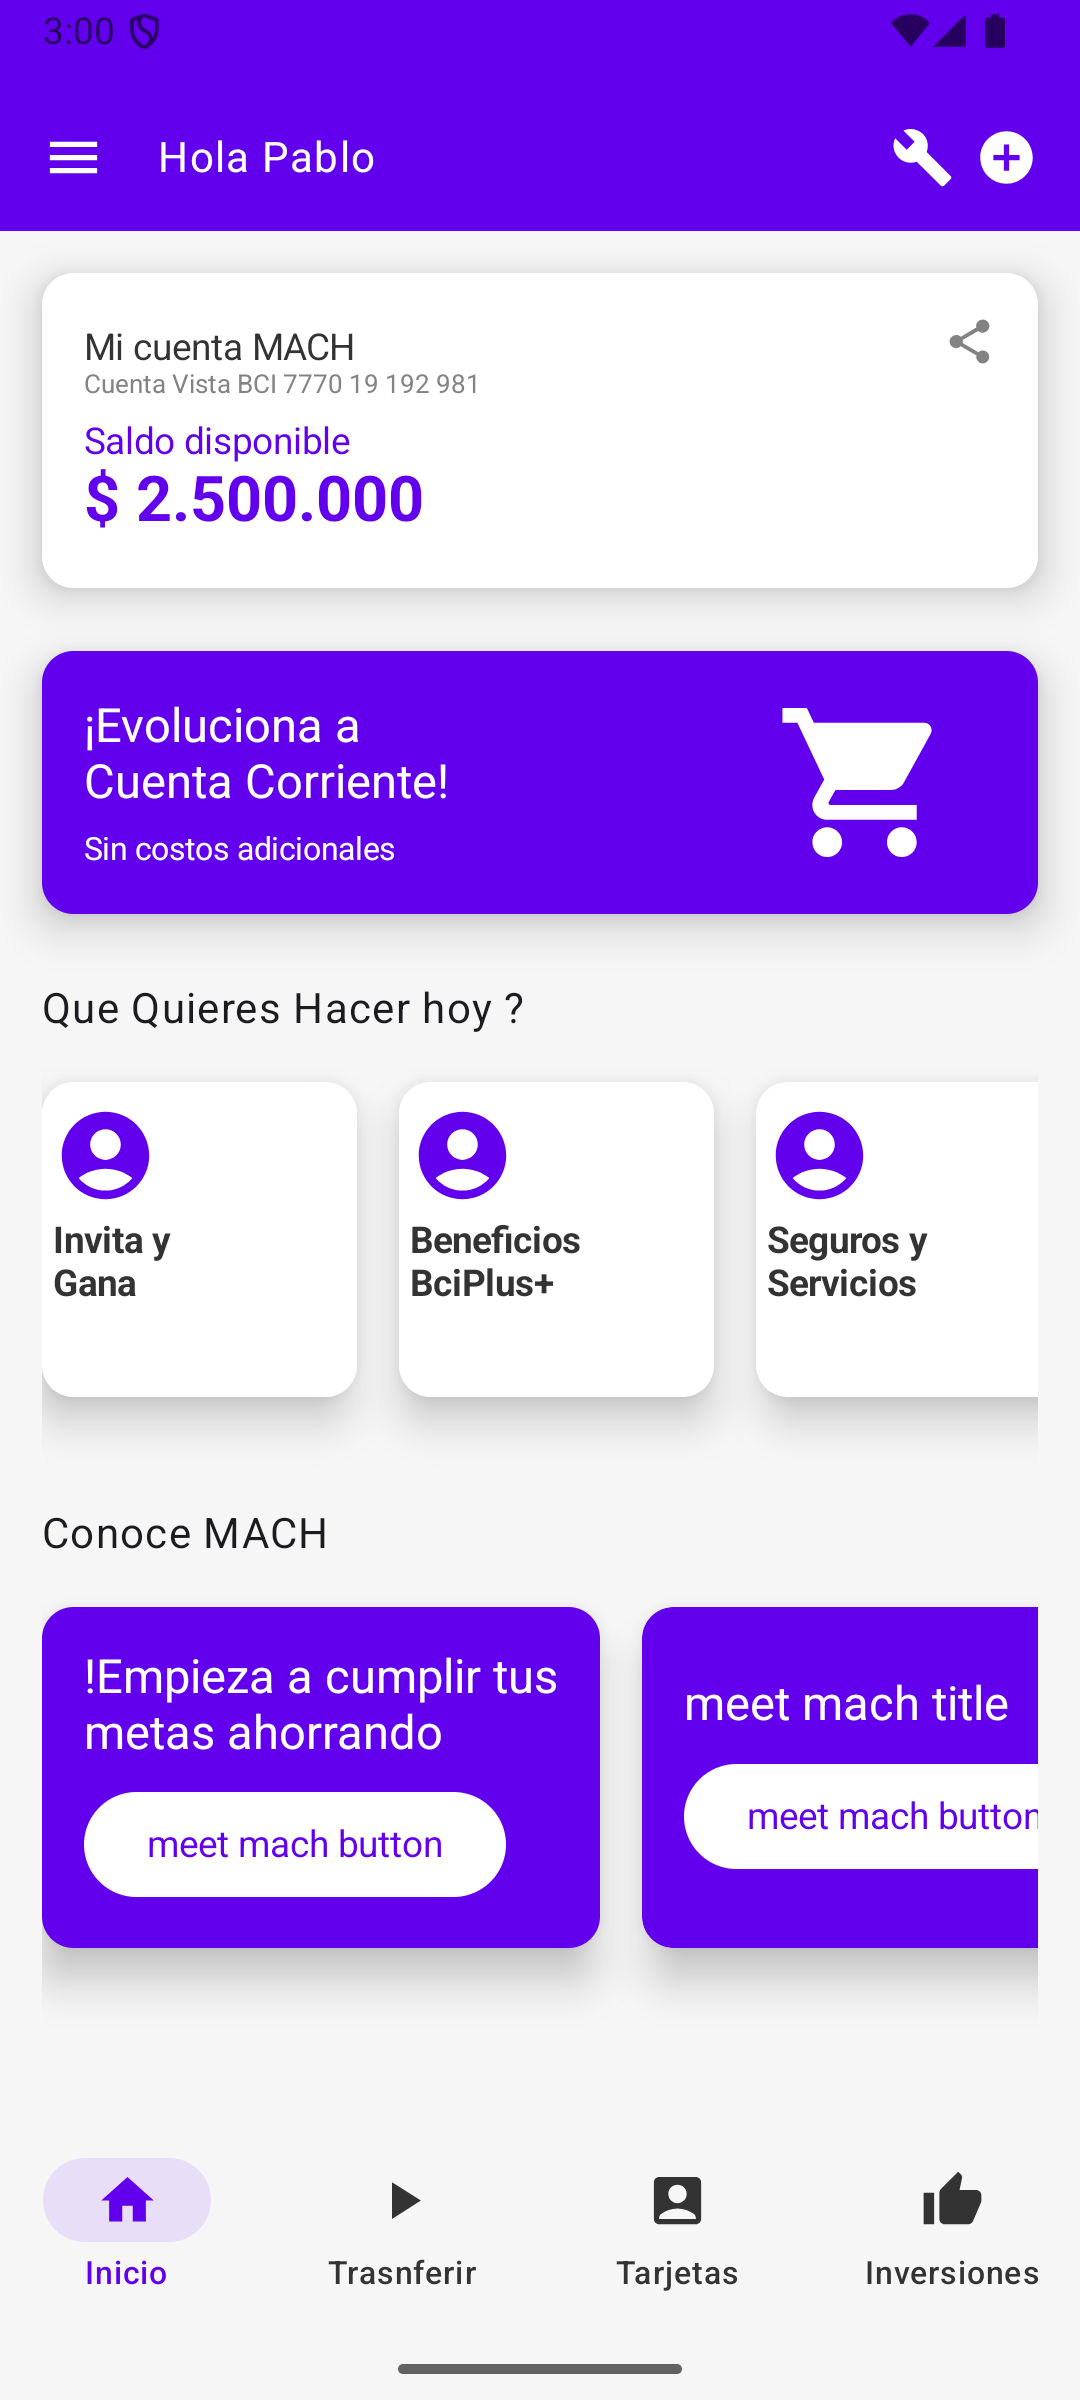 3:00
Hola Pablo
Mi cuenta MACH
Cuenta Vista BCI 7770 19 192 981
Saldo disponible
$ 2.500.000
¡Evoluciona a
Cuenta Corriente!
Sin costos adicionales
Que Quieres Hacer hoy ?
Invita y
Gana
Beneficios
BciPlus+
Seguros y
Servicios
Conoce MACH
!Empieza a cumplir tus
metas ahorrando
meet mach button
meet mach title
meet mach button
Inicio
Trasnferir
Tarjetas
Inversiones